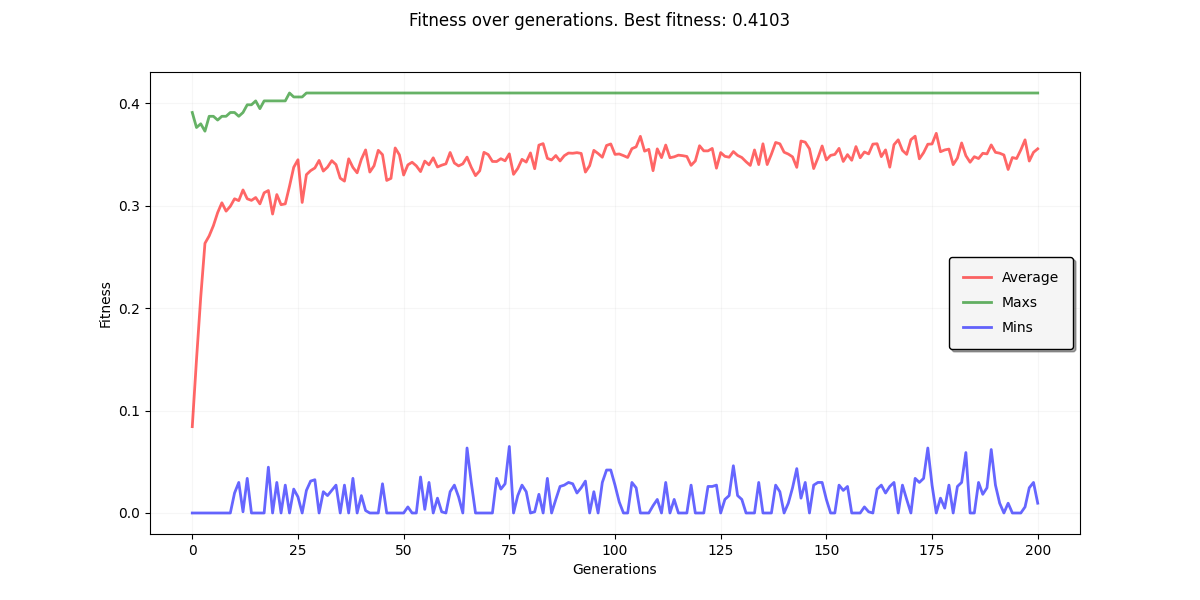 Fitness over generations. Best fitness: 0.4103
0.4
0.3
0.2
0.1
0.0
Fitness
Average
Maxs
Mins
0 25 50 75 100 125 150 175 200
Generations